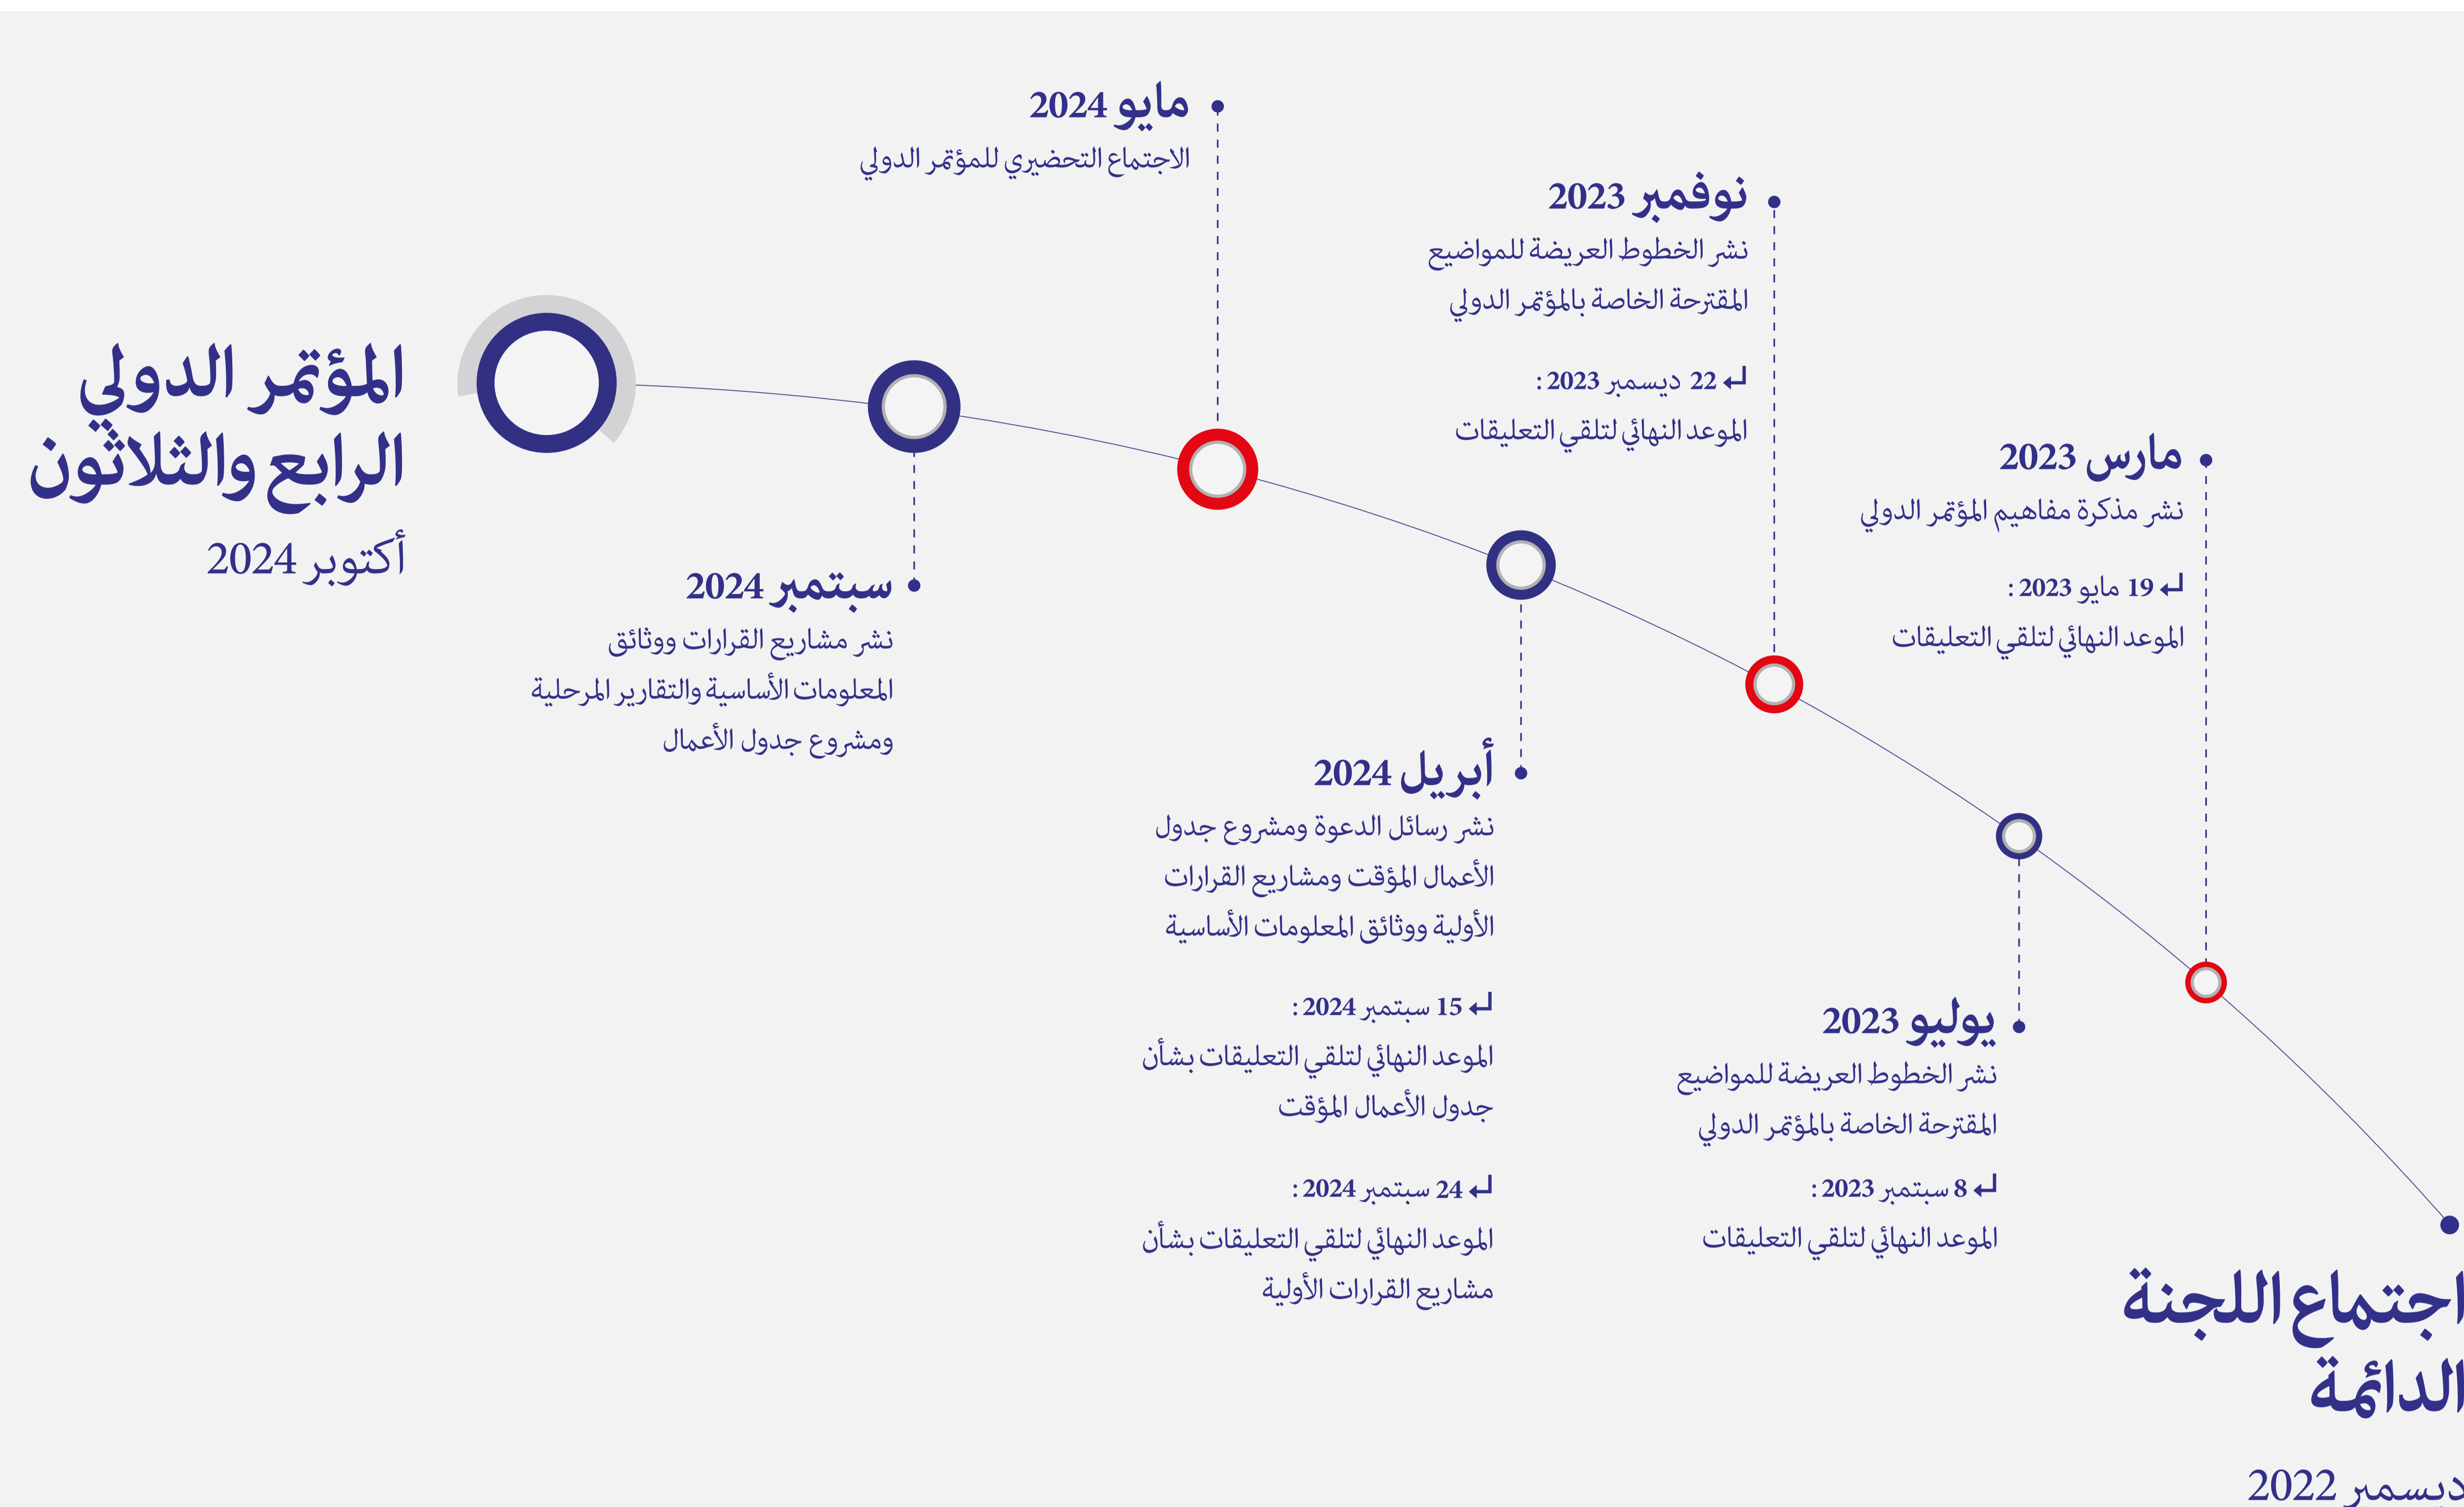 اجتماع اللجنة
الدائمة
ديسمبر 2022
مارس 2023
نشر مذكرة مفاهيم المؤتمر الدولي
19 مايو 2023 :
الموعد النهائي لتلقي التعليقات
يوليو 2023
نشر الخطوط العريضة للمواضيع
المقترحة الخاصة بالمؤتمر الدولي
8 سبتمبر 2023 :
الموعد النهائي لتلقي التعليقات
نوفمبر 2023
نشر الخطوط العريضة للمواضيع
المقترحة الخاصة بالمؤتمر الدولي
22 ديسمبر 2023 :
الموعد النهائي لتلقي التعليقات
أبريل 2024
نشر رسائل الدعوة ومشروع جدول
الأعمال المؤقت ومشاريع القرارات
الأولية ووثائق المعلومات الأساسية
15 سبتمبر 2024 :
الموعد النهائي لتلقي التعليقات بشأن
جدول الأعمال المؤقت
24 سبتمبر 2024 :
الموعد النهائي لتلقي التعليقات بشأن
مشاريع القرارات الأولية
مايو 2024
الاجتماع التحضيري للمؤتمر الدولي
سبتمبر 2024
نشر مشاريع القرارات ووثائق
المعلومات الأساسية والتقارير المرحلية
ومشروع جدول الأعمال
المؤتمر الدولي
الرابع والثلاثون
أكتوبر 2024